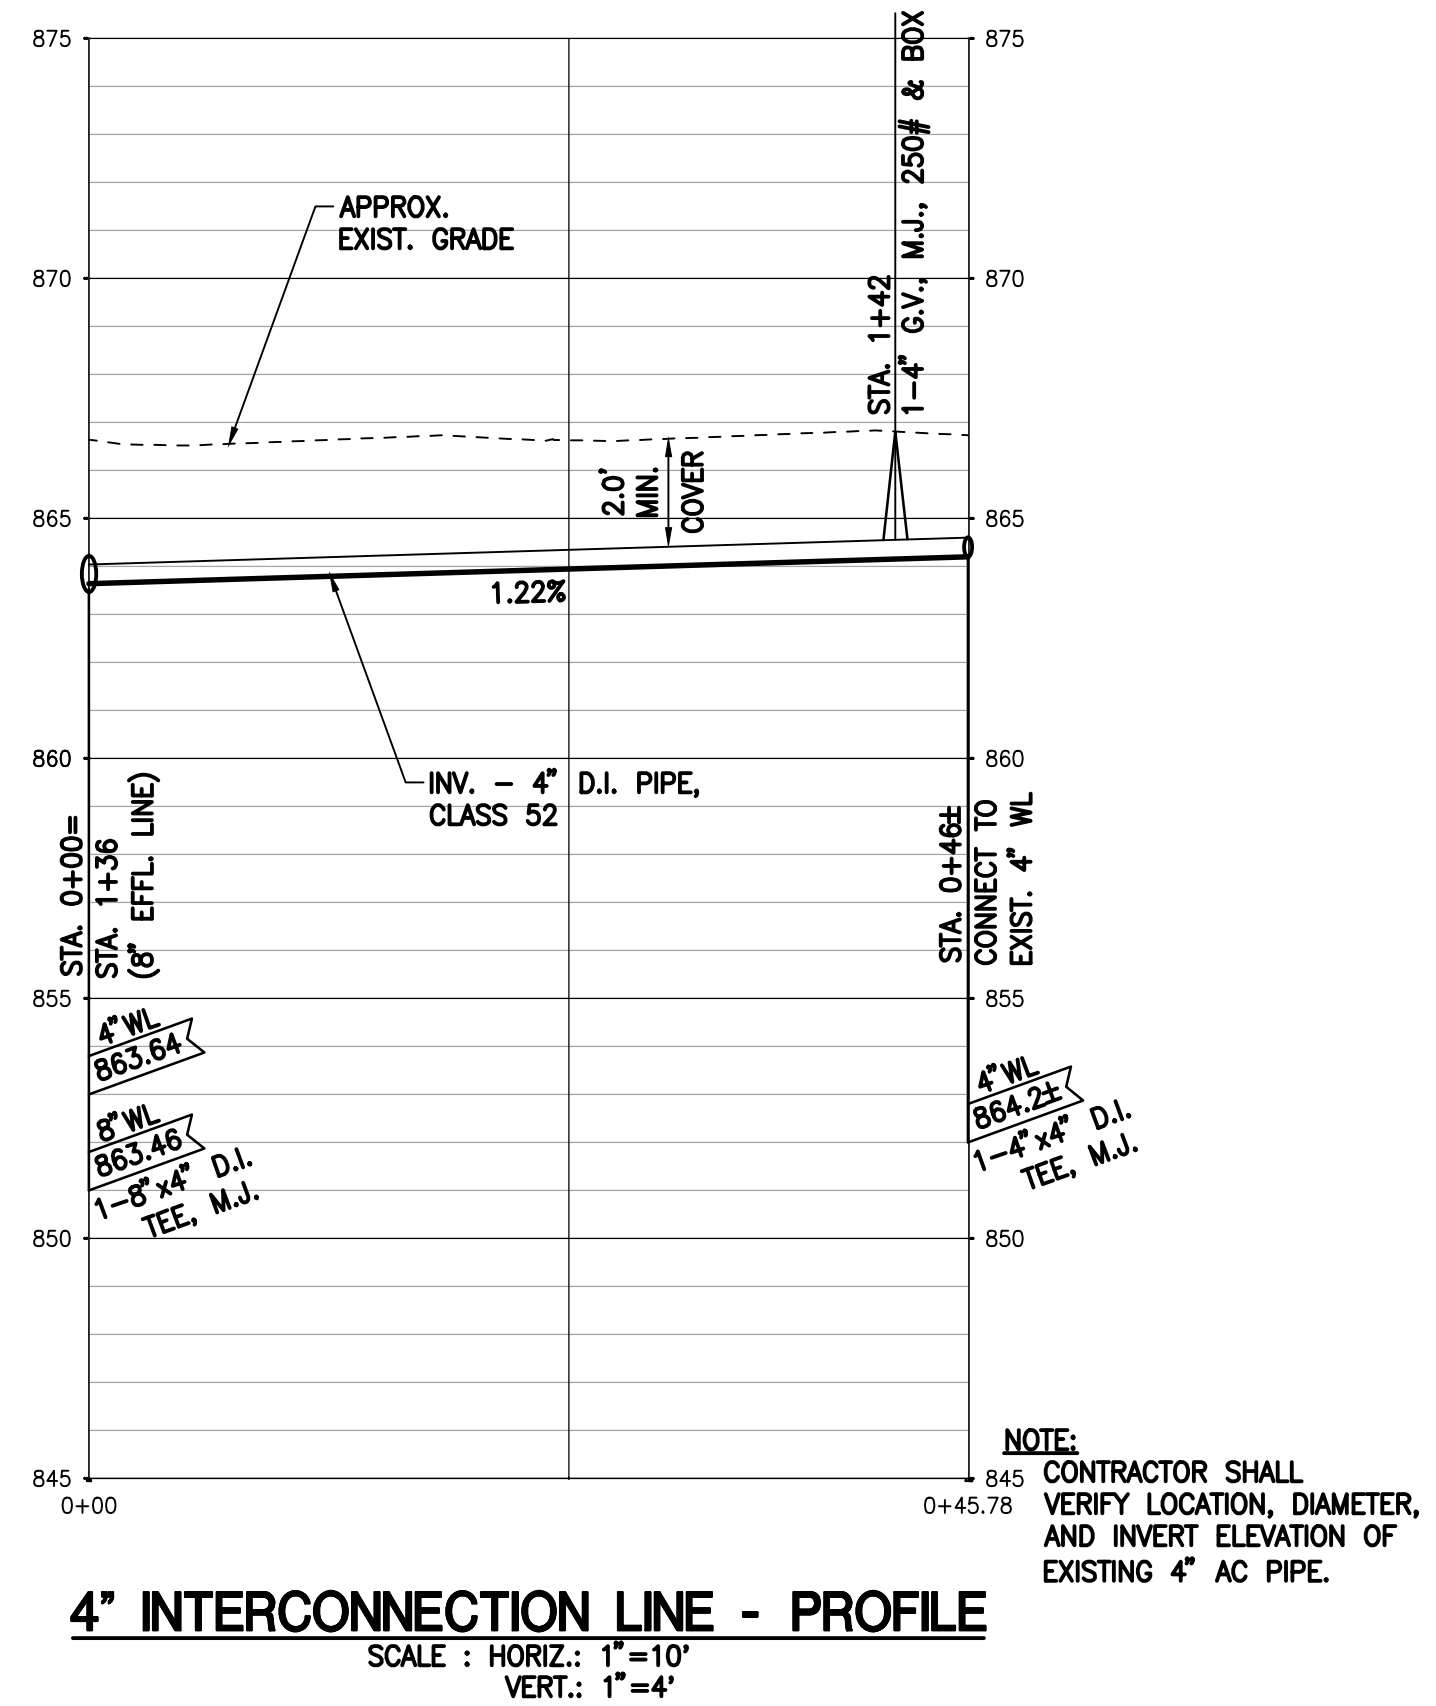 875
875
1-4" G.V., M.J., 250# & BOX
STA. 1+42
APPROX.
EXIST. GRADE
870
870
2.0'
MIN.
COVER
865
865
1.22%
860
860
INV. - 4" D.I. PIPE,
CLASS 52
STA. 0+00=
STA. 1+36
(8" EFFL. LINE)
STA. 0+46±
CONNECT TO
EXIST. 4" WL
855
855
4" WL
863.64
8" WL
863.46
1-8"x4" D.I.
TEE, M.J.
4" WL
864.2±
1-4"x4" D.I.
TEE, M.J.
850
850
845
845
0+00
0+45.78
NOTE:
CONTRACTOR SHALL
VERIFY LOCATION, DIAMETER,
AND INVERT ELEVATION OF
EXISTING 4" AC PIPE.
4" INTERCONNECTION LINE - PROFILE
SCALE : HORIZ.: 1"=10'
VERT.: 1"=4'